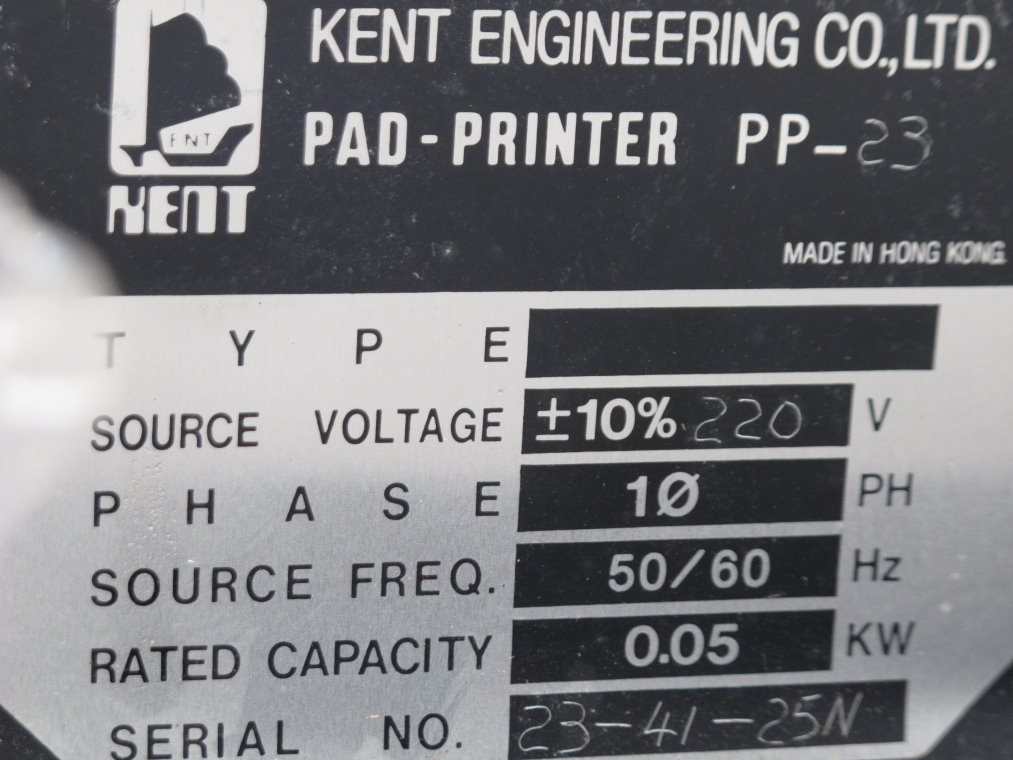 KENT ENGINEERING CO.,LTD.
ENT
KENT
PAD-PRINTER PP-23
MADE IN HONG KONG.
TYPE
SOURCE VOLTAGE ±10% 220 V
PHASE 1Ø PH
SOURCE FREQ. 50/60 Hz
RATED CAPACITY 0.05 KW
SERIAL NO. 23-41-25N